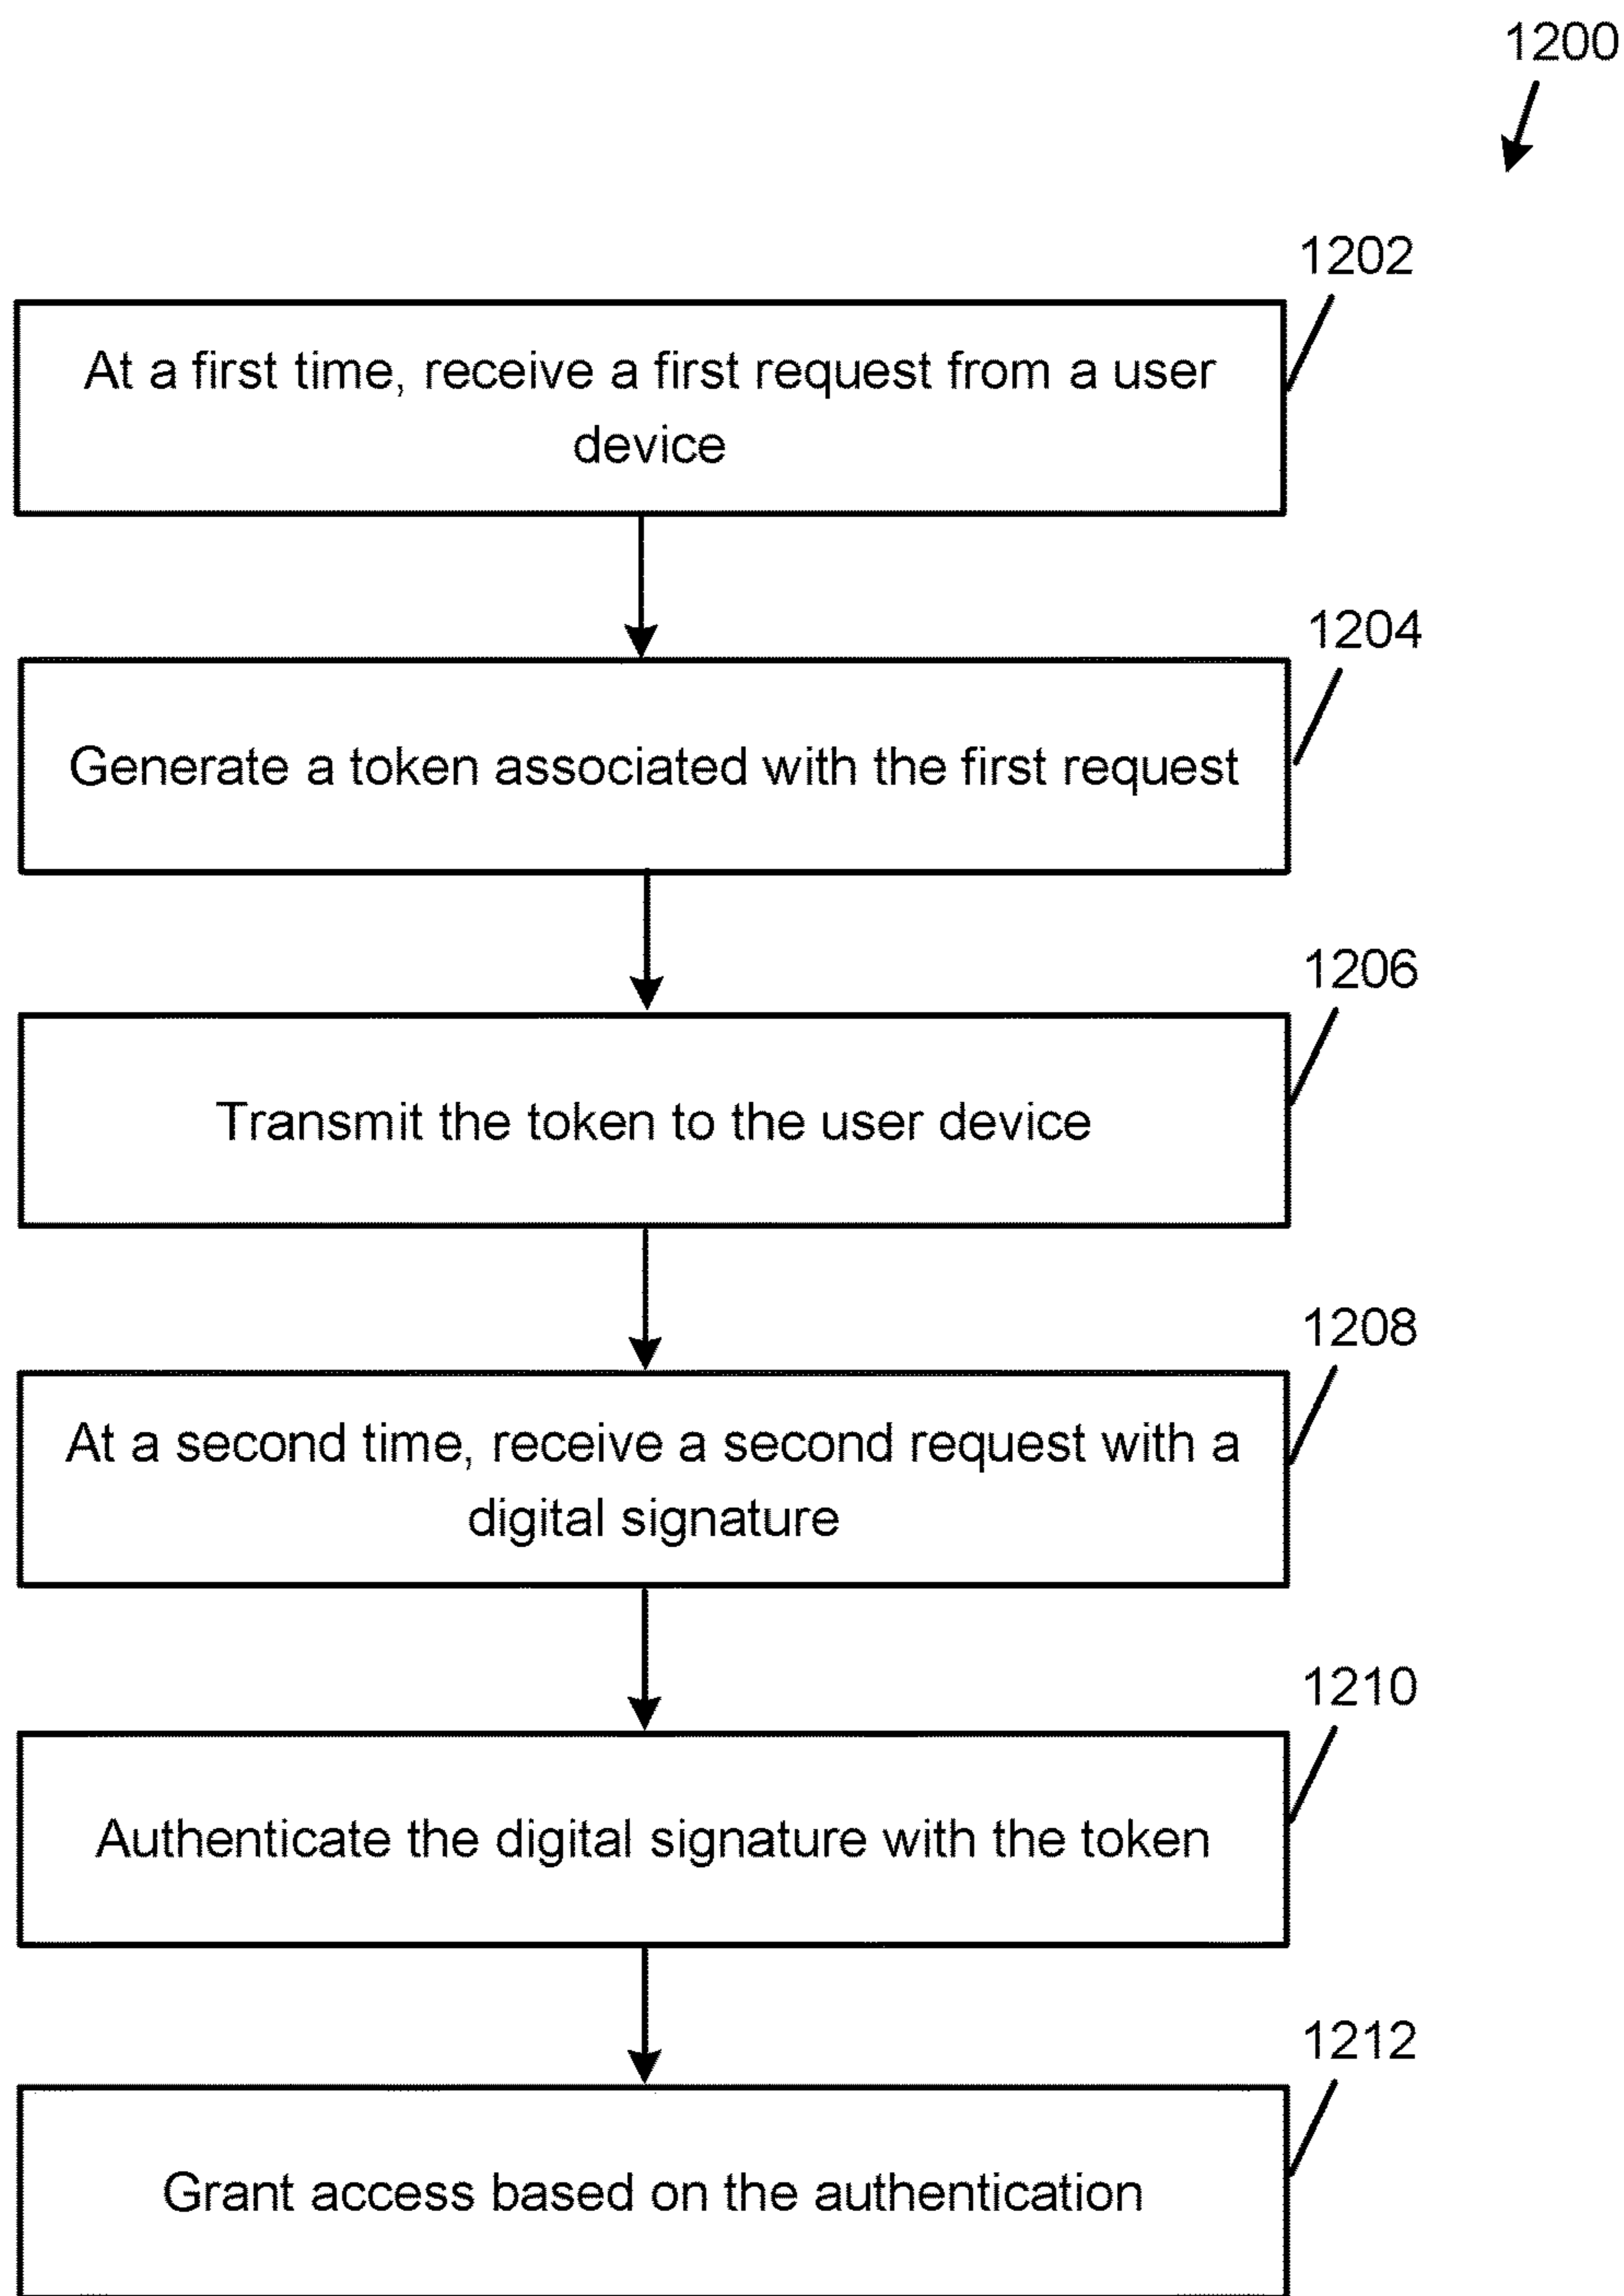 1200
1202
At a first time, receive a first request from a user
device
1204
Generate a token associated with the first request
1206
Transmit the token to the user device
1208
At a second time, receive a second request with a
digital signature
1210
Authenticate the digital signature with the token
1212
Grant access based on the authentication